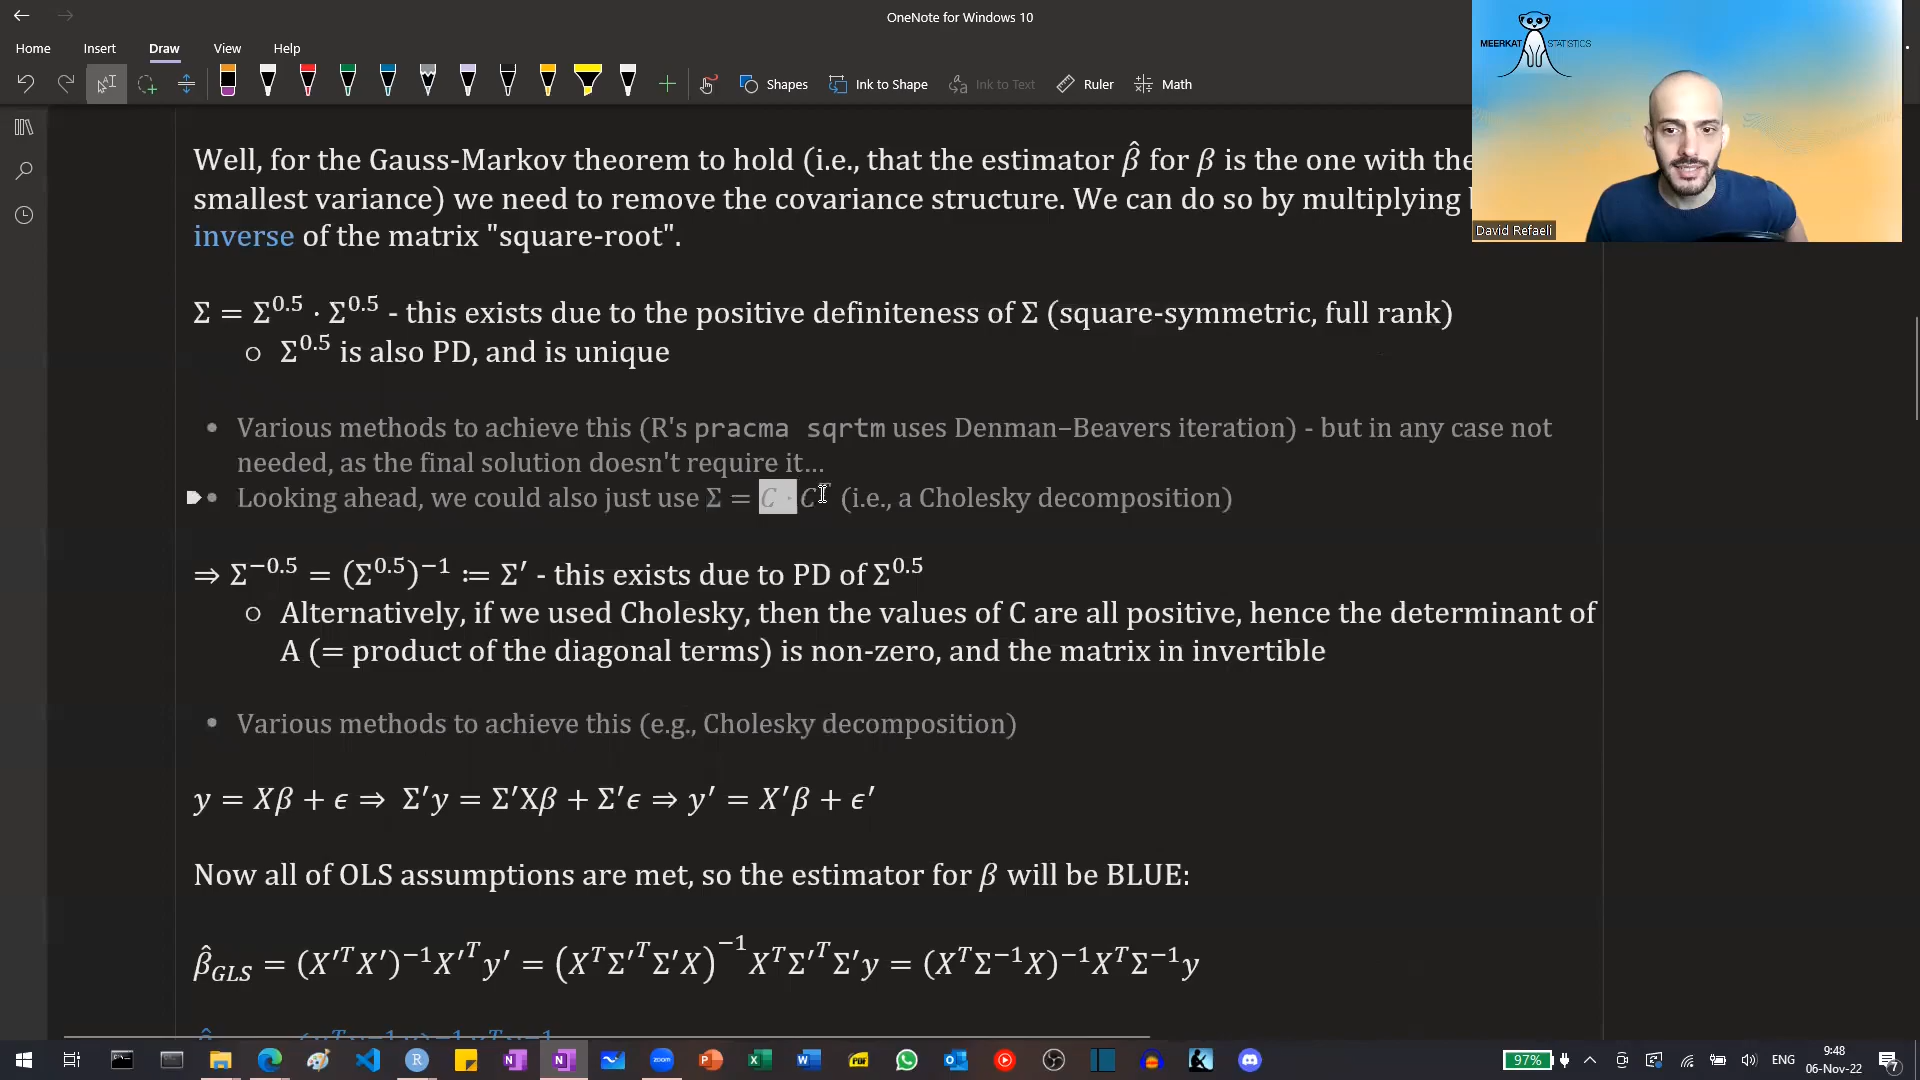 OneNote for Windows 10
Home Insert Draw View Help
Shapes Ink to Shape Ink to Text Ruler Math
MEERKAT STATISTICS
David Refaeli
Well, for the Gauss-Markov theorem to hold (i.e., that the estimator β̂ for β is the one with the
smallest variance) we need to remove the covariance structure. We can do so by multiplying
inverse of the matrix "square-root".
Σ = Σ^0.5 · Σ^0.5 - this exists due to the positive definiteness of Σ (square-symmetric, full rank)
○ Σ^0.5 is also PD, and is unique
• Various methods to achieve this (R's pracma sqrtm uses Denman–Beavers iteration) - but in any case not
needed, as the final solution doesn't require it...
• Looking ahead, we could also just use Σ = C · C^T (i.e., a Cholesky decomposition)
⇒ Σ^−0.5 = (Σ^0.5)^−1 ≔ Σ′ - this exists due to PD of Σ^0.5
○ Alternatively, if we used Cholesky, then the values of C are all positive, hence the determinant of
A (= product of the diagonal terms) is non-zero, and the matrix in invertible
• Various methods to achieve this (e.g., Cholesky decomposition)
y = Xβ + ϵ ⇒ Σ′y = Σ′Xβ + Σ′ϵ ⇒ y′ = X′β + ϵ′
Now all of OLS assumptions are met, so the estimator for β will be BLUE:
β̂_GLS = (X′^T X′)^−1 X′^T y′ = (X^T Σ′^T Σ′X)^−1 X^T Σ′^T Σ′y = (X^T Σ^−1 X)^−1 X^T Σ^−1 y
97% ENG 9:48
06-Nov-22